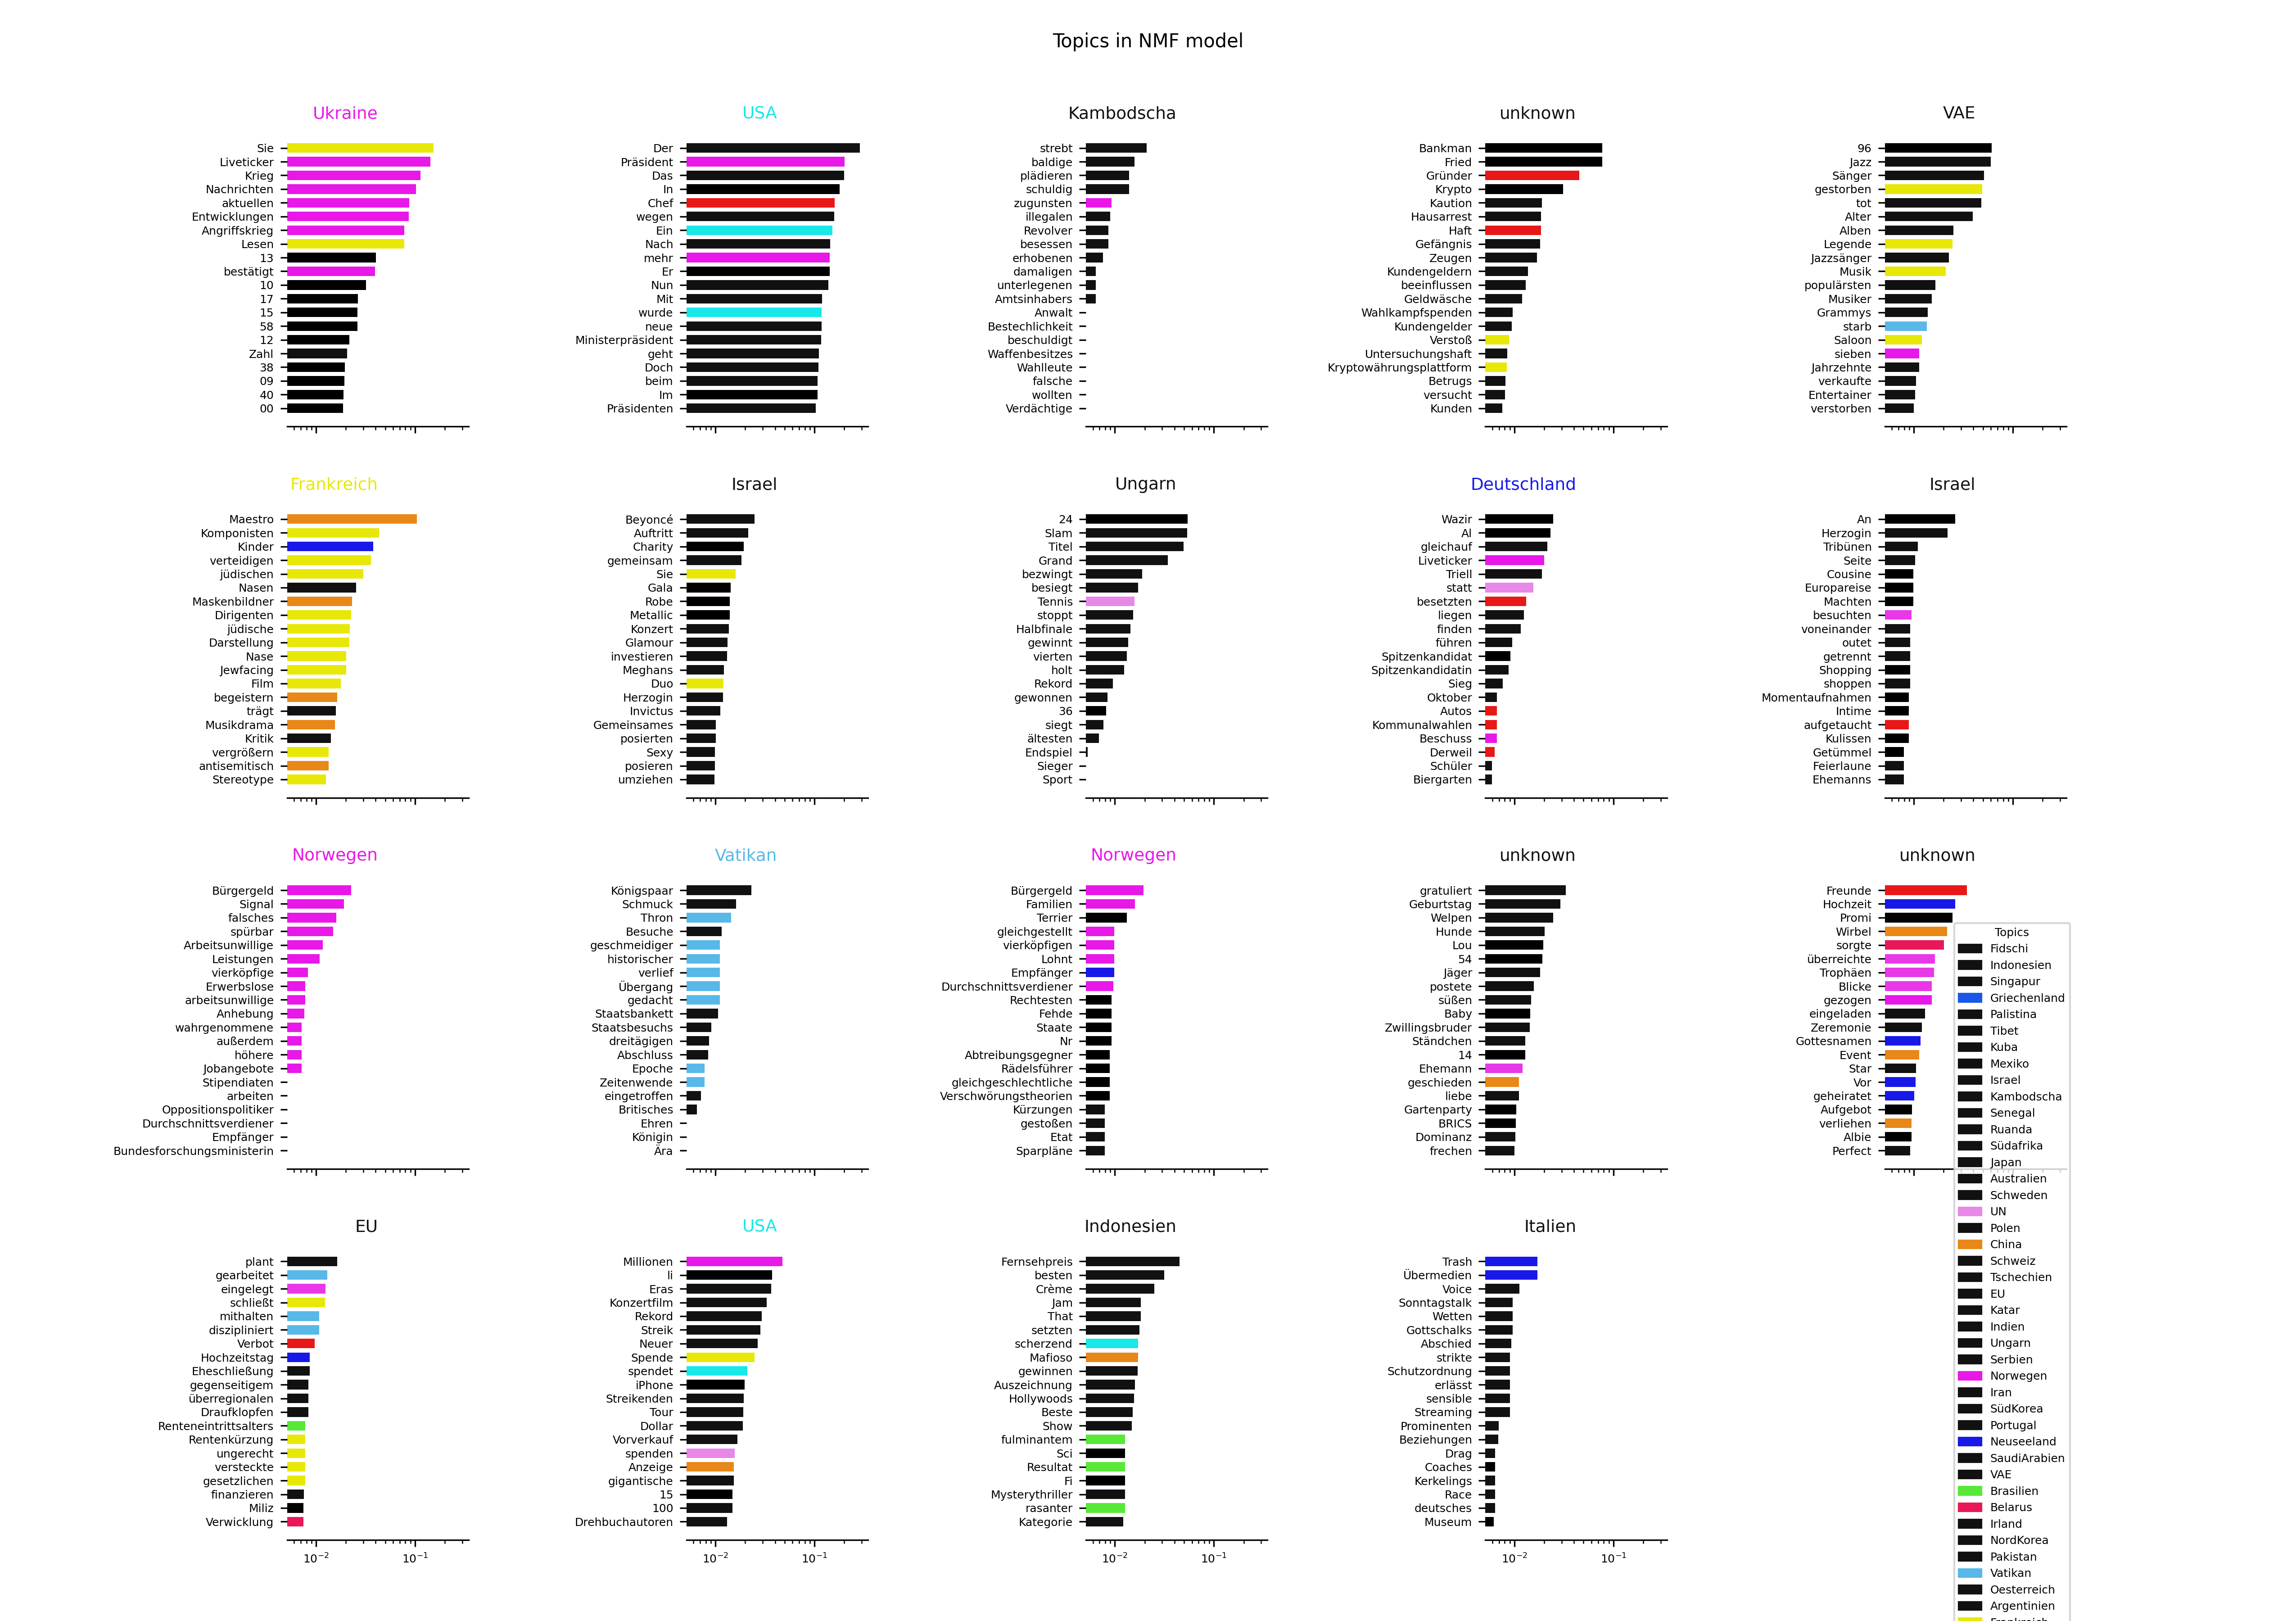 Topics in NMF model
Ukraine
Sie
Liveticker
Krieg
Nachrichten
aktuellen
Entwicklungen
Angriffskrieg
Lesen
13
bestätigt
10
17
15
58
12
Zahl
38
09
40
00
USA
Der
Präsident
Das
In
Chef
wegen
Ein
Nach
mehr
Er
Nun
Mit
wurde
neue
Ministerpräsident
geht
Doch
beim
Im
Präsidenten
Kambodscha
strebt
baldige
plädieren
schuldig
zugunsten
illegalen
Revolver
besessen
erhobenen
damaligen
unterlegenen
Amtsinhabers
Anwalt
Bestechlichkeit
beschuldigt
Waffenbesitzes
Wahlleute
falsche
wollten
Verdächtige
unknown
Bankman
Fried
Gründer
Krypto
Kaution
Hausarrest
Haft
Gefängnis
Zeugen
Kundengeldern
beeinflussen
Geldwäsche
Wahlkampfspenden
Kundengelder
Verstoß
Untersuchungshaft
Kryptowährungsplattform
Betrugs
versucht
Kunden
VAE
96
Jazz
Sänger
gestorben
tot
Alter
Alben
Legende
Jazzsänger
Musik
populärsten
Musiker
Grammys
starb
Saloon
sieben
Jahrzehnte
verkaufte
Entertainer
verstorben
Frankreich
Maestro
Komponisten
Kinder
verteidigen
jüdischen
Nasen
Maskenbildner
Dirigenten
jüdische
Darstellung
Nase
Jewfacing
Film
begeistern
trägt
Musikdrama
Kritik
vergrößern
antisemitisch
Stereotype
Israel
Beyoncé
Auftritt
Charity
gemeinsam
Sie
Gala
Robe
Metallic
Konzert
Glamour
investieren
Meghans
Duo
Herzogin
Invictus
Gemeinsames
posierten
Sexy
posieren
umziehen
Ungarn
24
Slam
Titel
Grand
bezwingt
besiegt
Tennis
stoppt
Halbfinale
gewinnt
vierten
holt
Rekord
gewonnen
36
siegt
ältesten
Endspiel
Sieger
Sport
Deutschland
Wazir
Al
gleichauf
Liveticker
Triell
statt
besetzten
liegen
finden
führen
Spitzenkandidat
Spitzenkandidatin
Sieg
Oktober
Autos
Kommunalwahlen
Beschuss
Derweil
Schüler
Biergarten
Israel
An
Herzogin
Tribünen
Seite
Cousine
Europareise
Machten
besuchten
voneinander
outet
getrennt
Shopping
shoppen
Momentaufnahmen
Intime
aufgetaucht
Kulissen
Getümmel
Feierlaune
Ehemanns
Norwegen
Bürgergeld
Signal
falsches
spürbar
Arbeitsunwillige
Leistungen
vierköpfige
Erwerbslose
arbeitsunwillige
Anhebung
wahrgenommene
außerdem
höhere
Jobangebote
Stipendiaten
arbeiten
Oppositionspolitiker
Durchschnittsverdiener
Empfänger
Bundesforschungsministerin
Vatikan
Königspaar
Schmuck
Thron
Besuche
geschmeidiger
historischer
verlief
Übergang
gedacht
Staatsbankett
Staatsbesuchs
dreitägigen
Abschluss
Epoche
Zeitenwende
eingetroffen
Britisches
Ehren
Königin
Ära
Norwegen
Bürgergeld
Familien
Terrier
gleichgestellt
vierköpfigen
Lohnt
Empfänger
Durchschnittsverdiener
Rechtesten
Fehde
Staate
Nr
Abtreibungsgegner
Rädelsführer
gleichgeschlechtliche
Verschwörungstheorien
Kürzungen
gestoßen
Etat
Sparpläne
unknown
gratuliert
Geburtstag
Welpen
Hunde
Lou
54
Jäger
postete
süßen
Baby
Zwillingsbruder
Ständchen
14
Ehemann
geschieden
liebe
Gartenparty
BRICS
Dominanz
frechen
unknown
Freunde
Hochzeit
Promi
Wirbel
sorgte
überreichte
Trophäen
Blicke
gezogen
eingeladen
Zeremonie
Gottesnamen
Event
Star
Vor
geheiratet
Aufgebot
verliehen
Albie
Perfect
EU
plant
gearbeitet
eingelegt
schließt
mithalten
diszipliniert
Verbot
Hochzeitstag
Eheschließung
gegenseitigem
überregionalen
Draufklopfen
Renteneintrittsalters
Rentenkürzung
ungerecht
versteckte
gesetzlichen
finanzieren
Miliz
Verwicklung
10⁻² 10⁻¹
USA
Millionen
li
Eras
Konzertfilm
Rekord
Streik
Neuer
Spende
spendet
iPhone
Streikenden
Tour
Dollar
Vorverkauf
spenden
Anzeige
gigantische
15
100
Drehbuchautoren
10⁻² 10⁻¹
Indonesien
Fernsehpreis
besten
Crème
Jam
That
setzten
scherzend
Mafioso
gewinnen
Auszeichnung
Hollywoods
Beste
Show
fulminantem
Sci
Resultat
Fi
Mysterythriller
rasanter
Kategorie
10⁻² 10⁻¹
Italien
Trash
Übermedien
Voice
Sonntagstalk
Wetten
Gottschalks
Abschied
strikte
Schutzordnung
erlässt
sensible
Streaming
Prominenten
Beziehungen
Drag
Coaches
Kerkelings
Race
deutsches
Museum
10⁻² 10⁻¹
Topics
Fidschi
Indonesien
Singapur
Griechenland
Palistina
Tibet
Kuba
Mexiko
Israel
Kambodscha
Senegal
Ruanda
Südafrika
Japan
Australien
Schweden
UN
Polen
China
Schweiz
Tschechien
EU
Katar
Indien
Ungarn
Serbien
Norwegen
Iran
SüdKorea
Portugal
Neuseeland
SaudiArabien
VAE
Brasilien
Belarus
Irland
NordKorea
Pakistan
Vatikan
Oesterreich
Argentinien